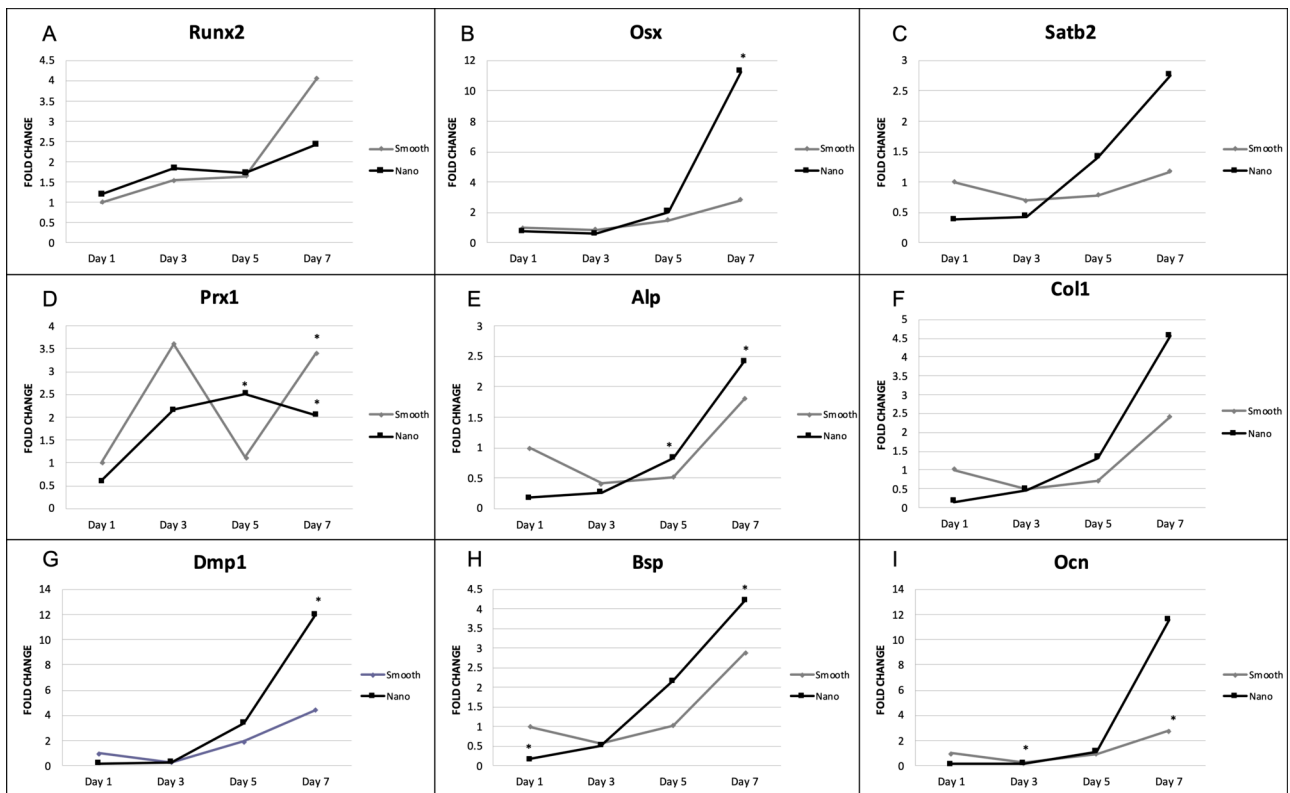 A
Runx2
4.5
4
3.5
3
2.5
2
1.5
1
0.5
0
FOLD CHANGE
Day 1 Day 3 Day 5 Day 7
Smooth
Nano
B
Osx
12
10
8
6
4
2
0
FOLD CHANGE
*
Day 1 Day 3 Day 5 Day 7
Smooth
Nano
C
Satb2
3
2.5
2
1.5
1
0.5
0
FOLD CHANGE
Day 1 Day 3 Day 5 Day 7
Smooth
Nano
D
Prx1
4
3.5
3
2.5
2
1.5
1
0.5
0
FOLD CHANGE
*
*
*
Day 1 Day 3 Day 5 Day 7
Smooth
Nano
E
Alp
3
2.5
2
1.5
1
0.5
0
FOLD CHNAGE
*
*
Day 1 Day 3 Day 5 Day 7
Smooth
Nano
F
Col1
5
4.5
4
3.5
3
2.5
2
1.5
1
0.5
0
FOLD CHANGE
Day 1 Day 3 Day 5 Day 7
Smooth
Nano
G
Dmp1
14
12
10
8
6
4
2
0
FOLD CHANGE
*
Day 1 Day 3 Day 5 Day 7
Smooth
Nano
H
Bsp
4.5
4
3.5
3
2.5
2
1.5
1
0.5
0
FOLD CHANGE
*
*
Day 1 Day 3 Day 5 Day 7
Smooth
Nano
I
Ocn
14
12
10
8
6
4
2
0
FOLD CHANGE
*
*
Day 1 Day 3 Day 5 Day 7
Smooth
Nano